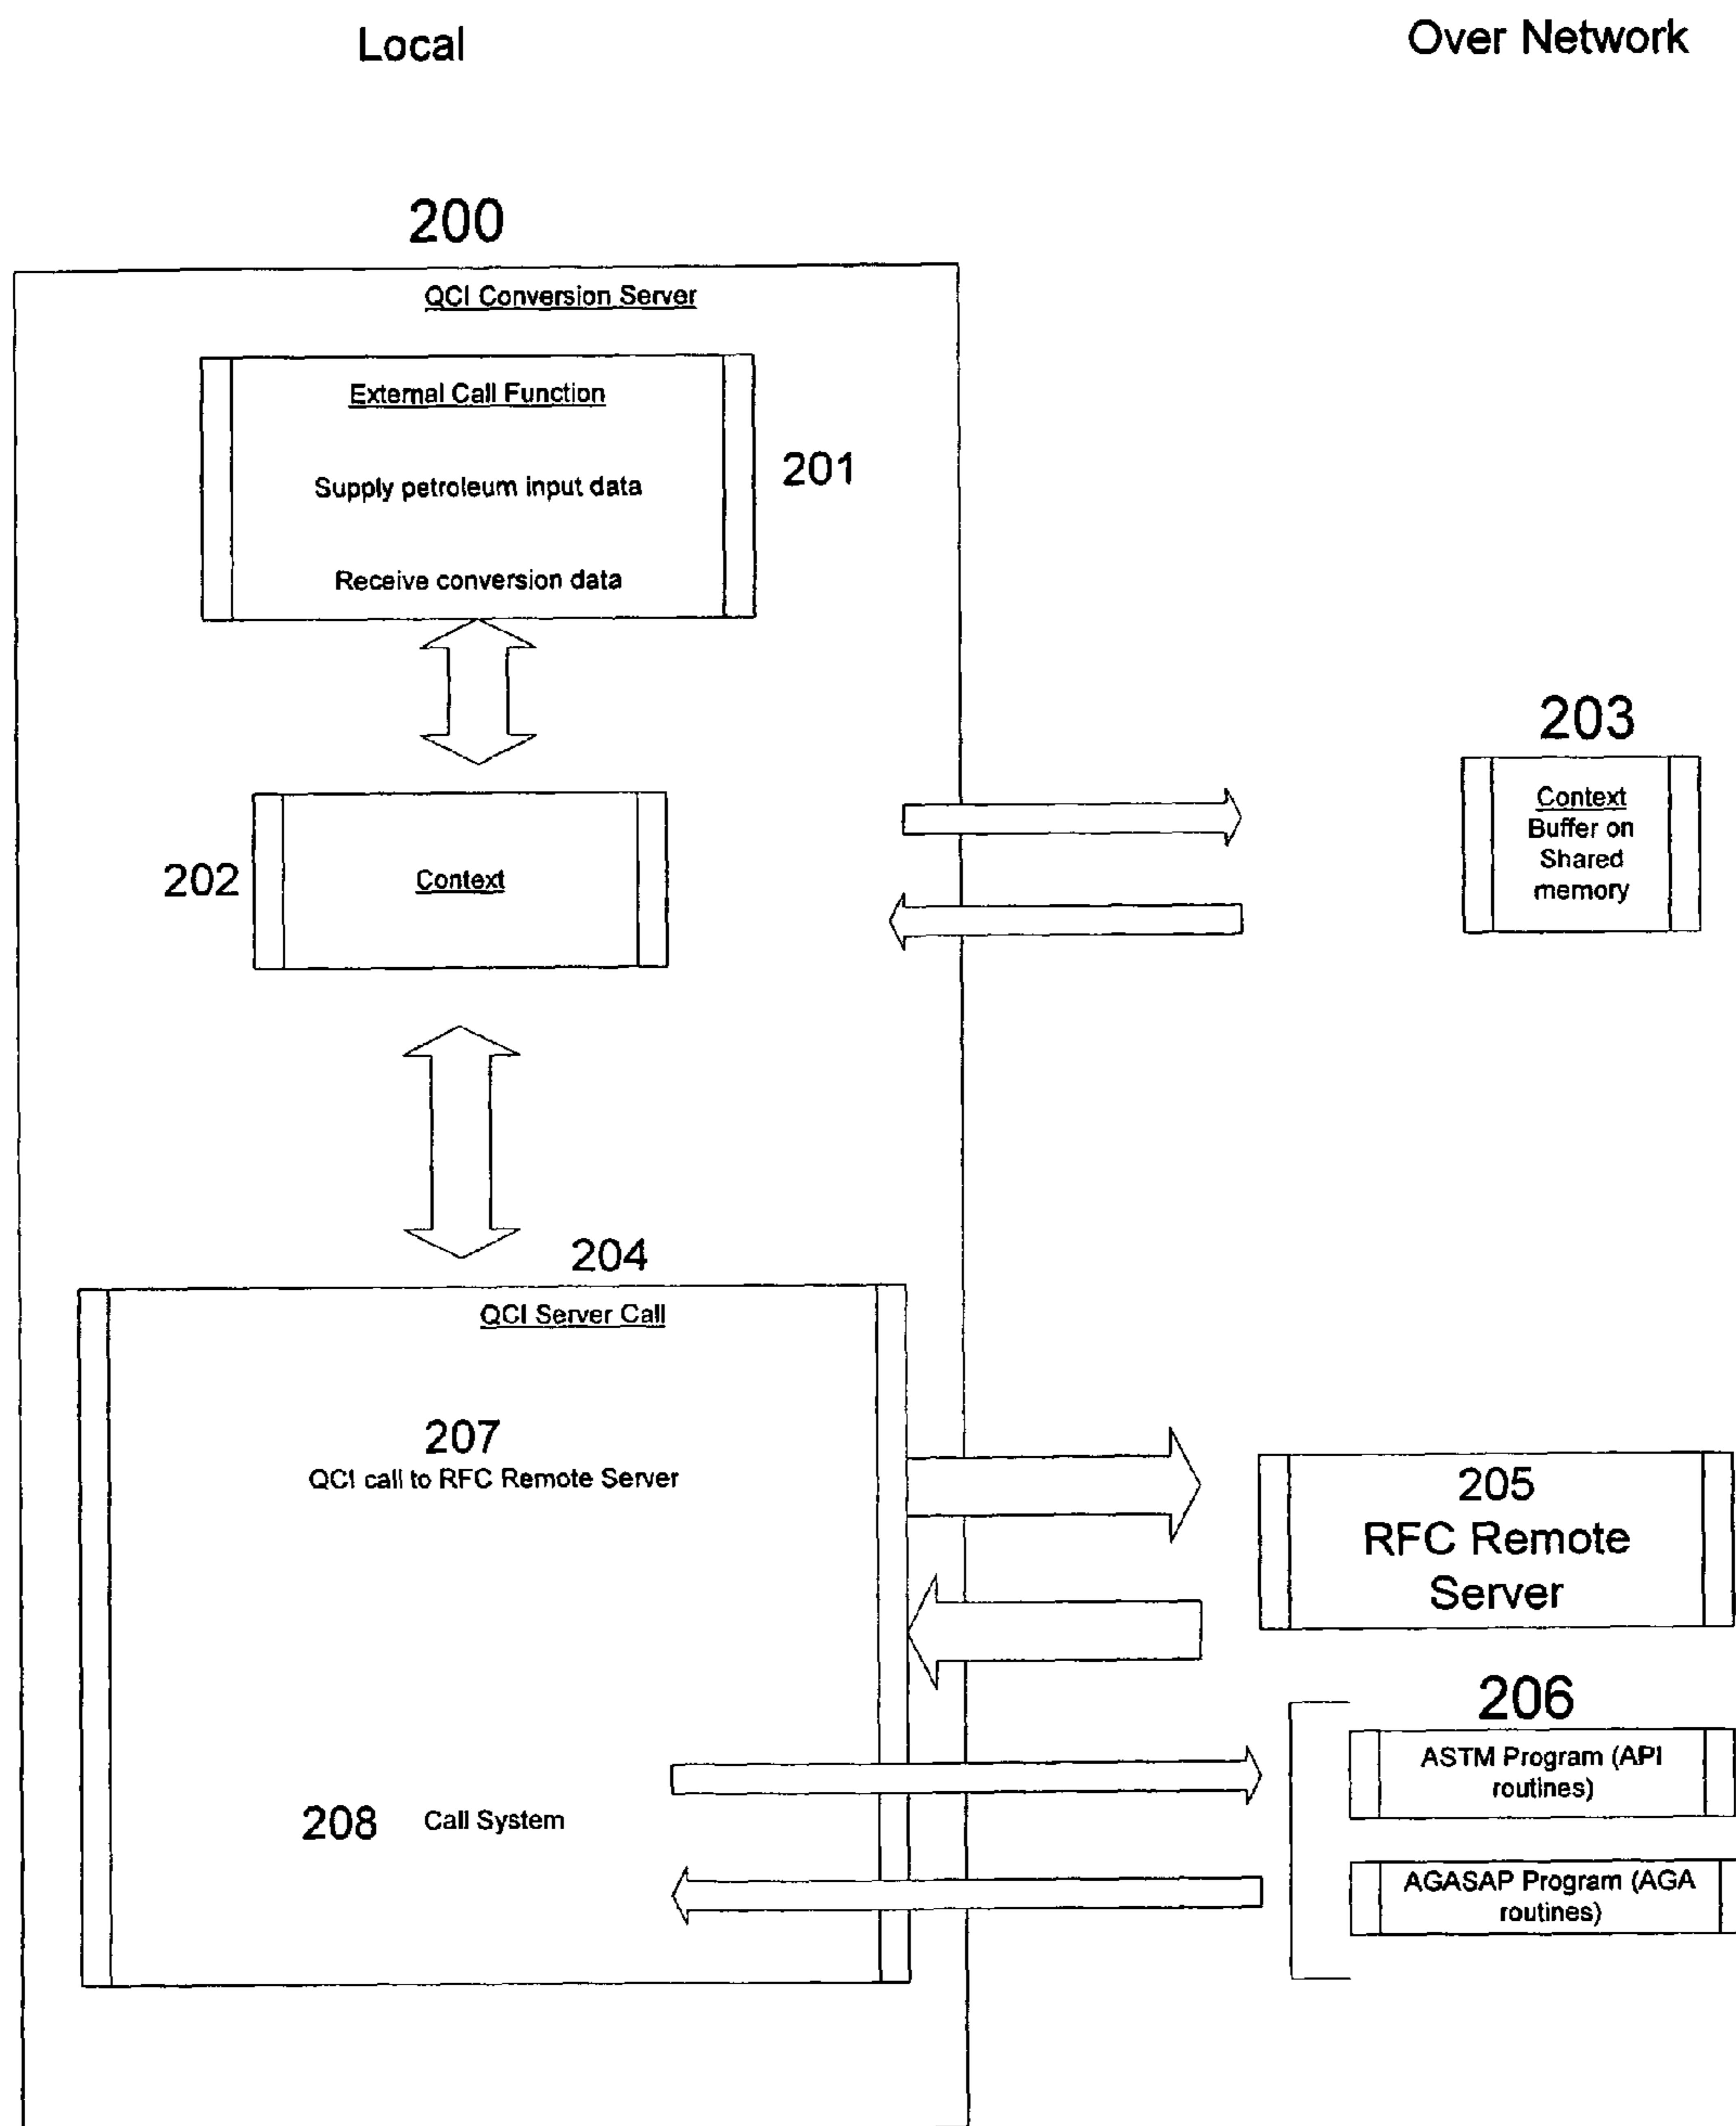 Local
Over Network
200
QCI Conversion Server
External Call Function
Supply petroleum input data
201
Receive conversion data
203
Context
Buffer on
Shared
memory
202
Context
204
QCI Server Call
207
QCI call to RFC Remote Server
205
RFC Remote
Server
206
ASTM Program (API
routines)
208
Call System
AGASAP Program (AGA
routines)